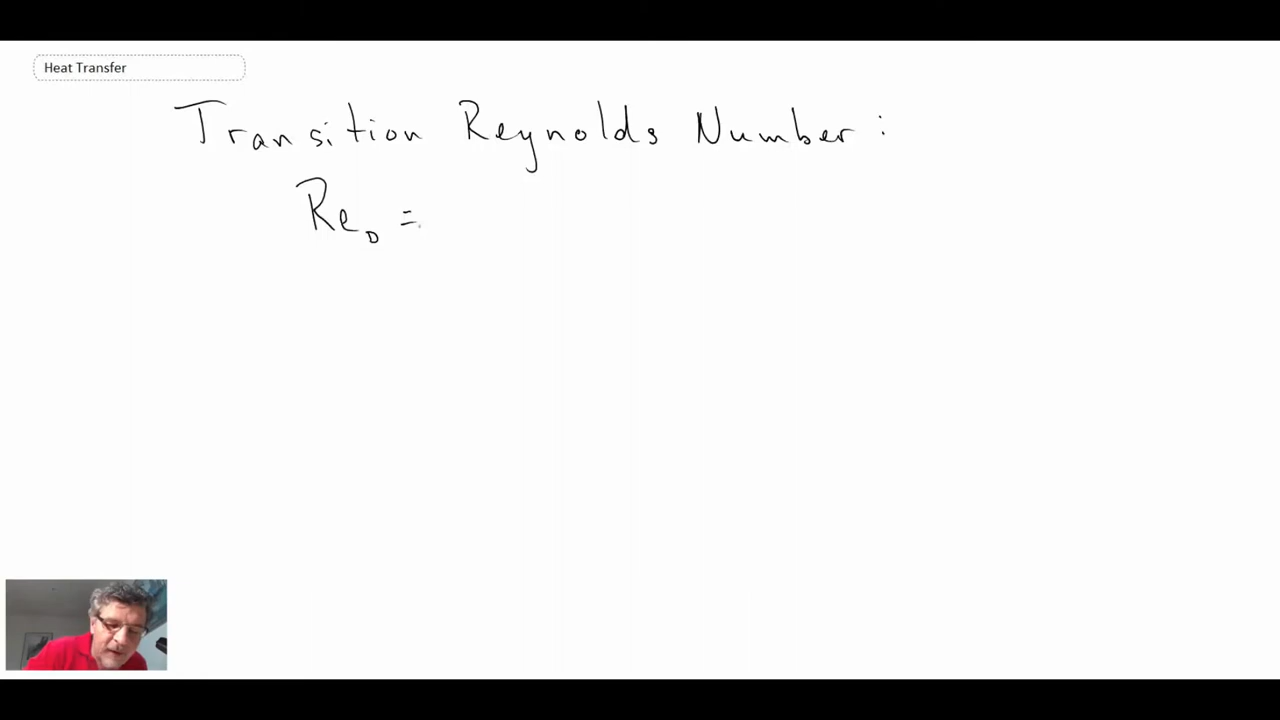 Heat Transfer
Transition Reynolds Number :
Re_D =